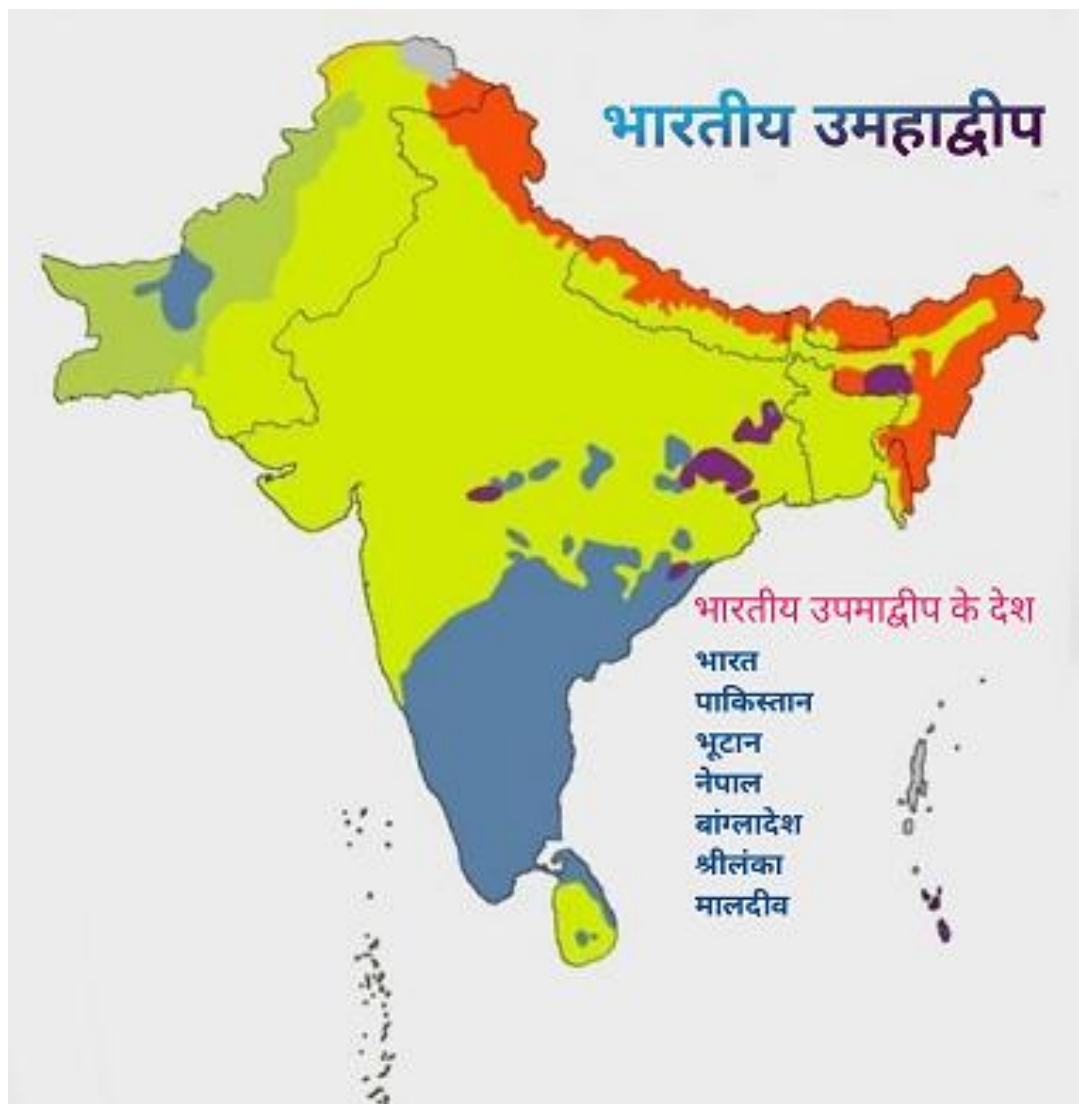 भारतीय उमहाद्वीप
भारतीय उपमाद्वीप के देश
भारत
पाकिस्तान
भूटान
नेपाल
बांग्लादेश
श्रीलंका
मालदीव